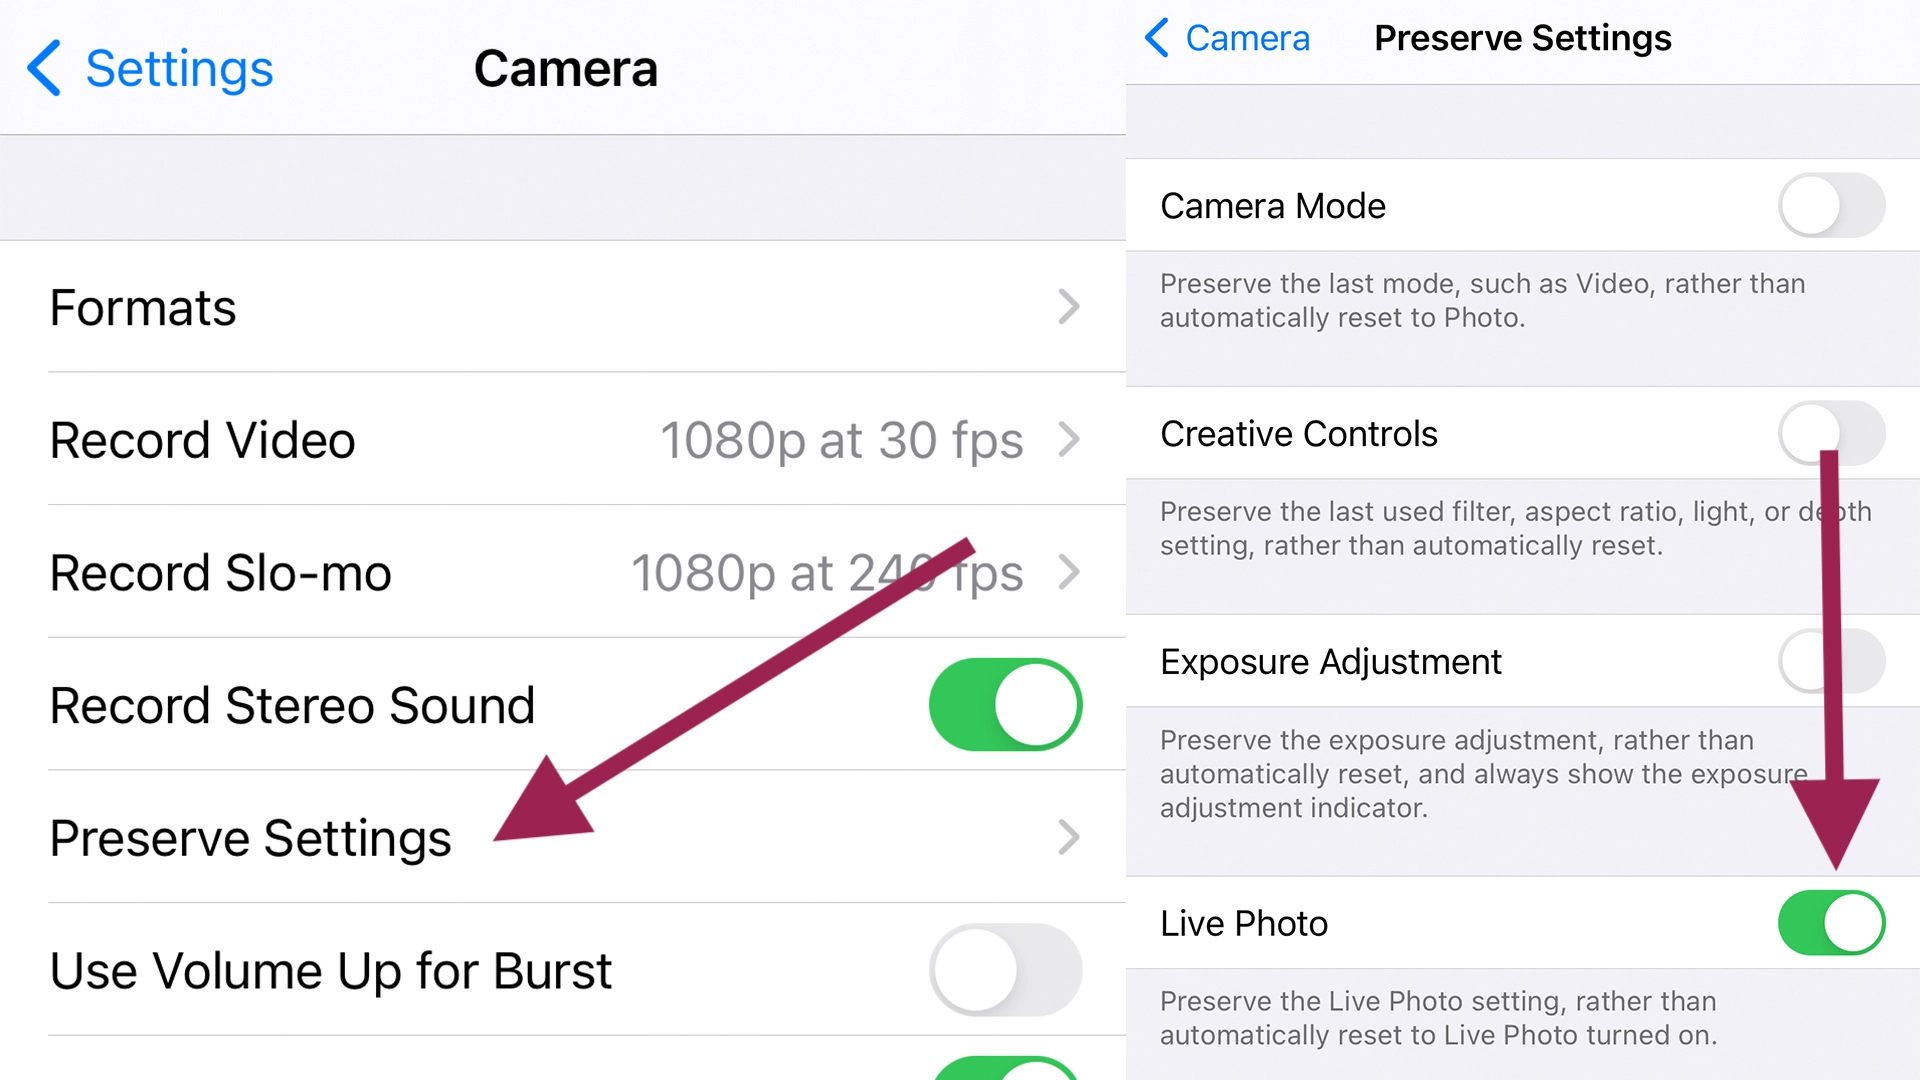 Settings
Camera
Formats
Record Video
1080p at 30 fps
Record Slo-mo
1080p at 240 fps
Record Stereo Sound
Preserve Settings
Use Volume Up for Burst
Camera
Preserve Settings
Camera Mode
Preserve the last mode, such as Video, rather than
automatically reset to Photo.
Creative Controls
Preserve the last used filter, aspect ratio, light, or depth
setting, rather than automatically reset.
Exposure Adjustment
Preserve the exposure adjustment, rather than
automatically reset, and always show the exposure
adjustment indicator.
Live Photo
Preserve the Live Photo setting, rather than
automatically reset to Live Photo turned on.